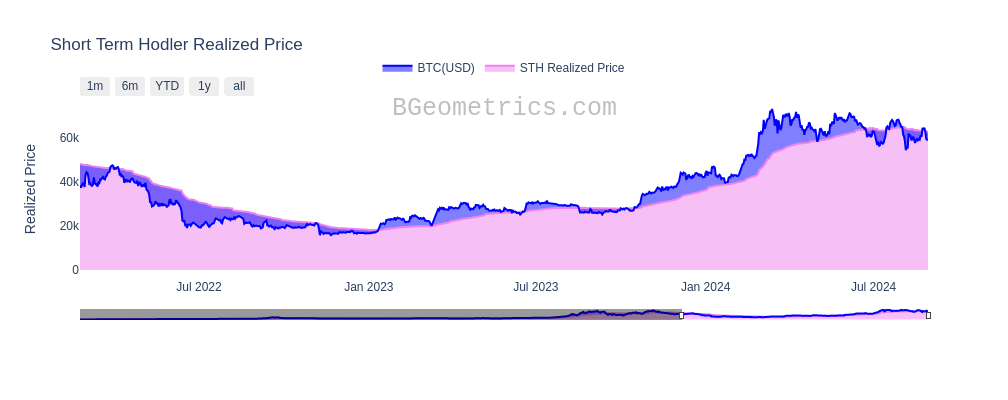 Short Term Hodler Realized Price
BTC(USD) STH Realized Price
1m 6m YTD 1y all
BGeometrics.com
Realized Price
60k
40k
20k
0
Jul 2022 Jan 2023 Jul 2023 Jan 2024 Jul 2024